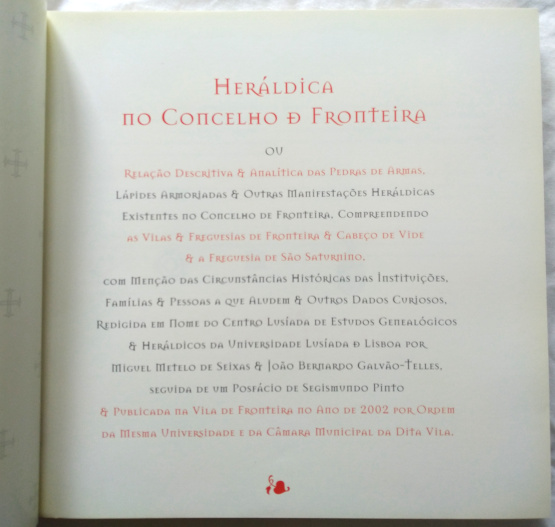 Heráldica
no Concelho đ Fronteira
ou
Relação Descritiva & Analítica das Pedras de Armas,
Lápides Armoriadas & Outras Manifestações Heráldicas
Existentes no Concelho de Fronteira, Compreendendo
as Vilas & Freguesias de Fronteira & Cabeço de Vide
& a Freguesia de São Saturnino,
com Menção das Circunstâncias Históricas das Instituições,
Famílias & Pessoas a que Aludem & Outros Dados Curiosos,
Redigida em Nome do Centro Lusíada de Estudos Genealógicos
& Heráldicos da Universidade Lusíada đ Lisboa por
Miguel Metelo de Seixas & João Bernardo Galvão-Telles,
seguida de um Posfácio de Segismundo Pinto
& Publicada na Vila de Fronteira no Ano de 2002 por Ordem
da Mesma Universidade e da Câmara Municipal da Dita Vila.